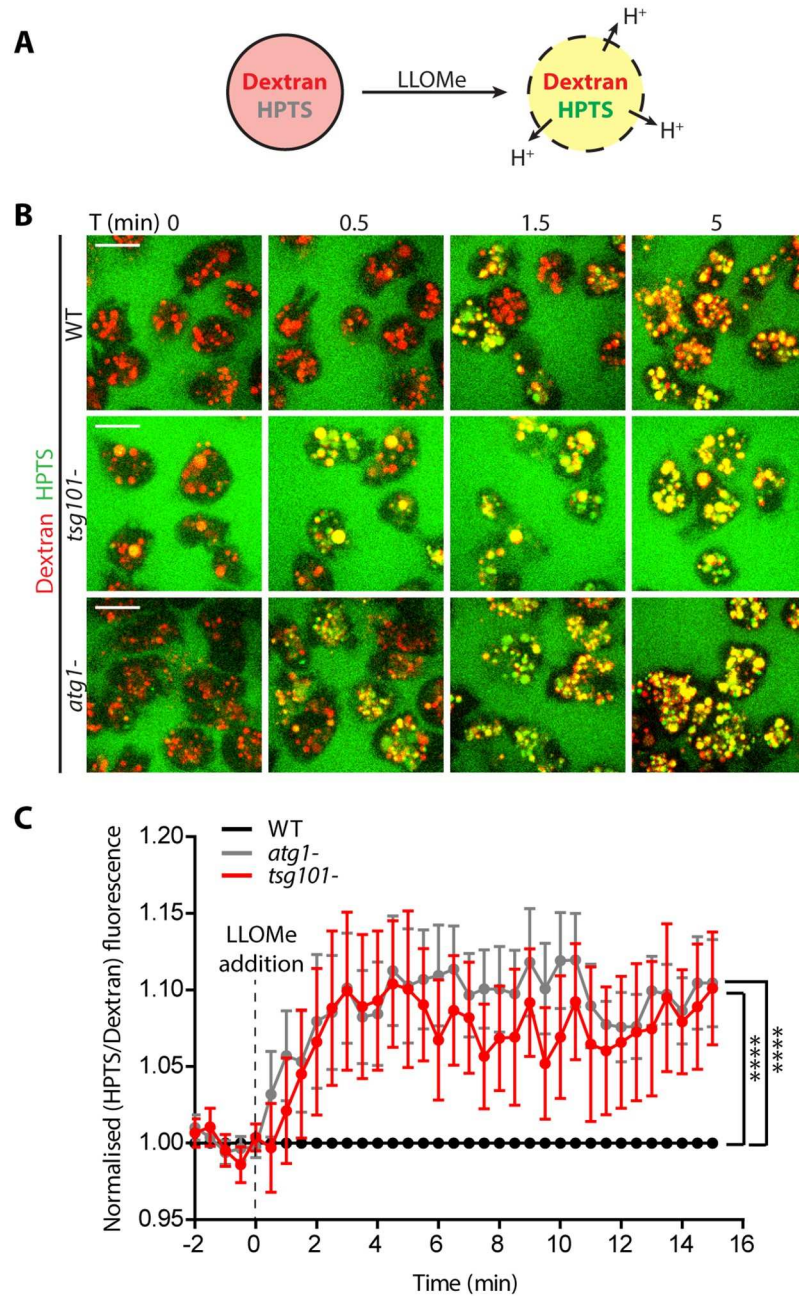 A
Dextran
HPTS
LLOMe
Dextran
HPTS
H+
H+
H+
B
T (min) 0 0.5 1.5 5
WT
tsg101-
atg1-
Dextran HPTS
C
WT
atg1-
tsg101-
LLOMe
addition
Normalised (HPTS/Dextran) fluorescence
1.20
1.15
1.10
1.05
1.00
0.95
-2 0 2 4 6 8 10 12 14 16
Time (min)
****
****